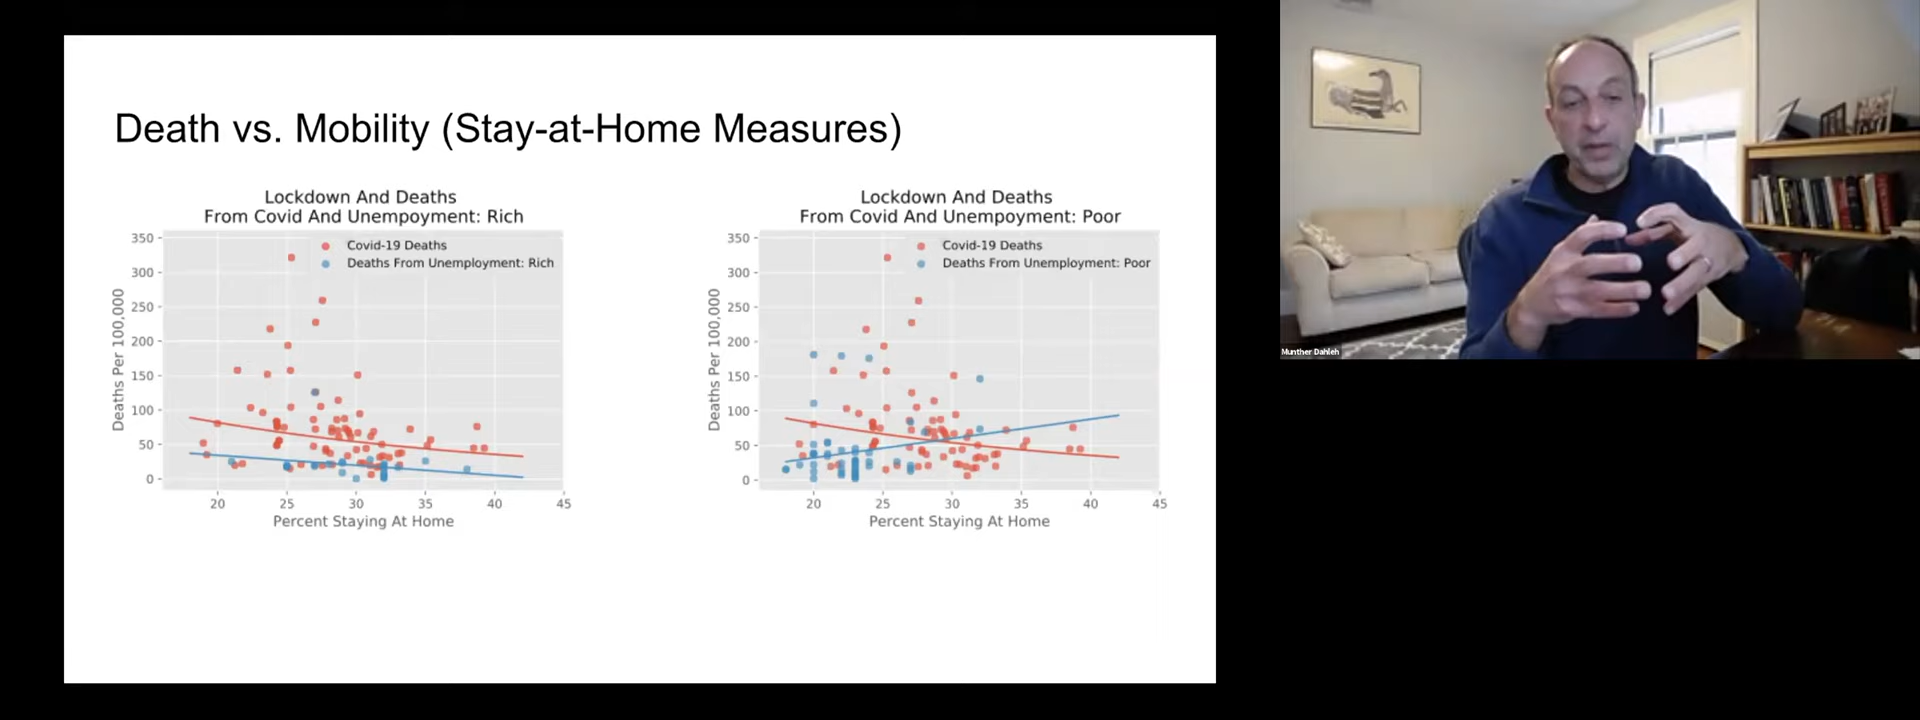 Death vs. Mobility (Stay-at-Home Measures)
Lockdown And Deaths
From Covid And Unempoyment: Rich
Covid-19 Deaths
Deaths From Unemployment: Rich
350
300
250
200
150
100
50
0
Deaths Per 100,000
20 25 30 35 40 45
Percent Staying At Home
Lockdown And Deaths
From Covid And Unempoyment: Poor
Covid-19 Deaths
Deaths From Unemployment: Poor
350
300
250
200
150
100
50
0
Deaths Per 100,000
20 25 30 35 40 45
Percent Staying At Home
Munther Dahleh